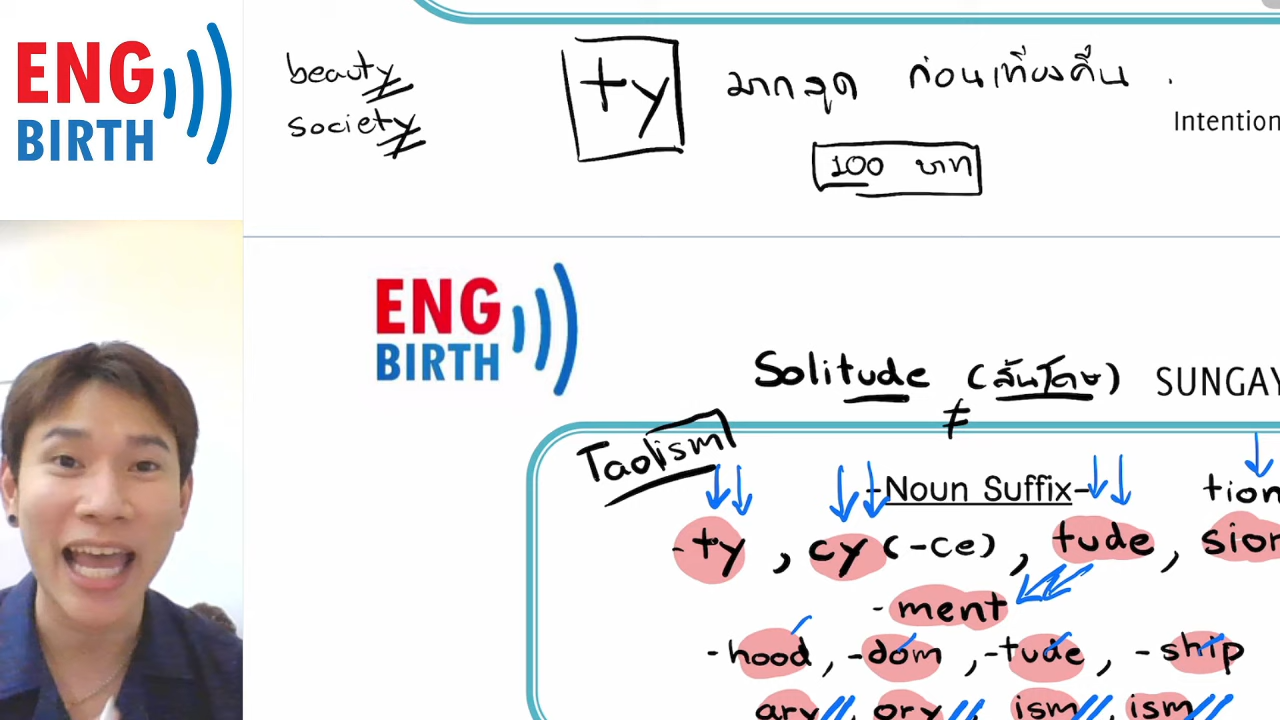 ENG
BIRTH
beauty
society
ty มากสุด ก่อนเที่ยงคืน .
Intention
100 บาท
ENG
BIRTH
Solitude (สันโดษ) SUNGAY
≠
Taoism
-Noun Suffix- tion
-ty , cy (-ce) , tude , sion
-ment
-hood , -dom , -tude , -ship
ary , ory , ism , ism